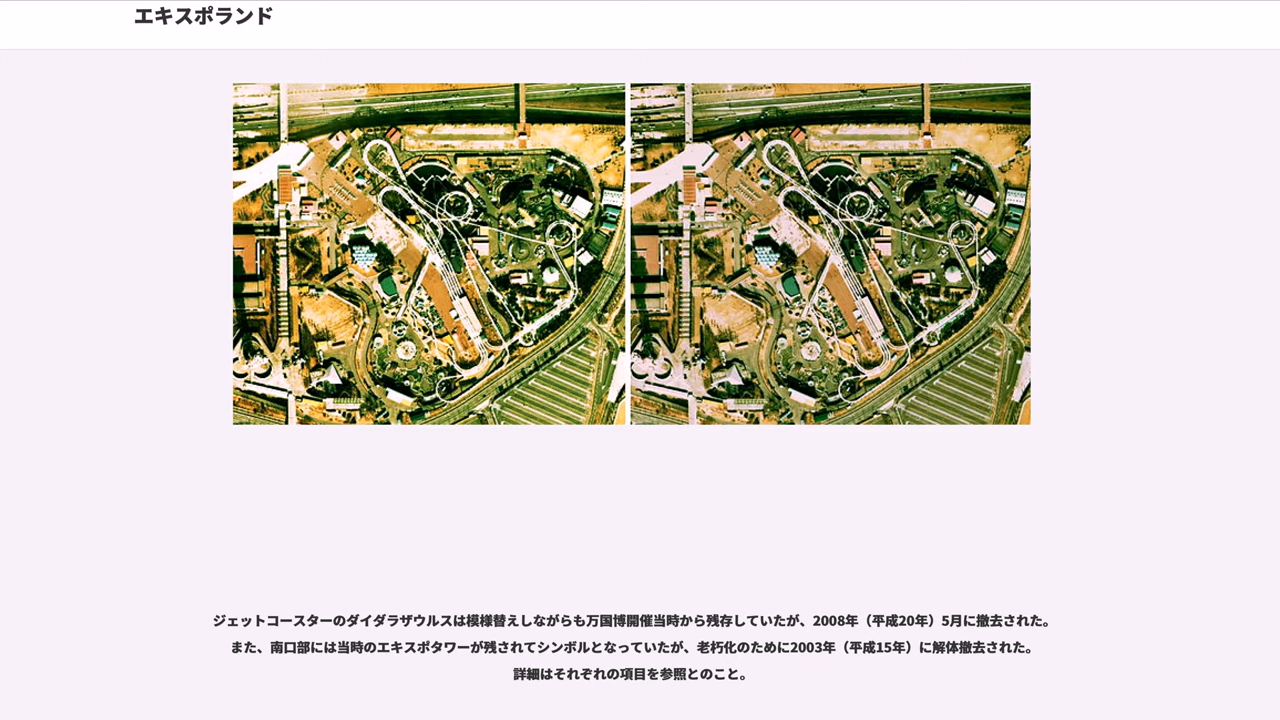 エキスポランド
ジェットコースターのダイダラザウルスは模様替えしながらも万国博開催当時から残存していたが、2008年（平成20年）5月に撤去された。
また、南口部には当時のエキスポタワーが残されてシンボルとなっていたが、老朽化のために2003年（平成15年）に解体撤去された。
詳細はそれぞれの項目を参照とのこと。